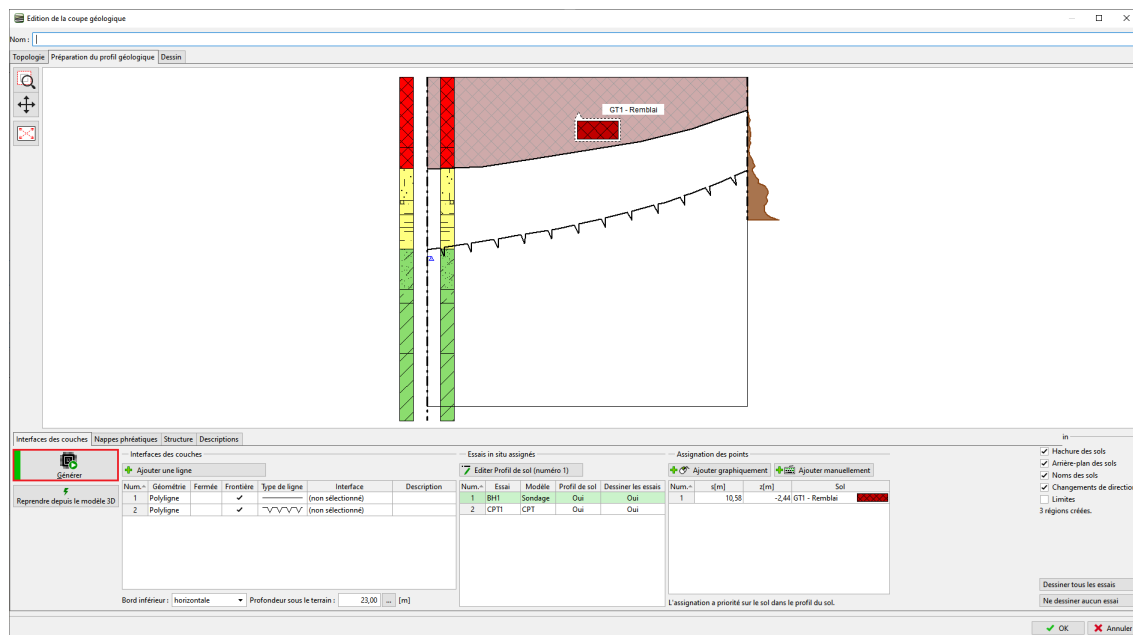 Edition de la coupe géologique
Nom :
Topologie Préparation du profil géologique Dessin
GT1 - Remblai
Interfaces des couches Nappes phréatiques Structure Descriptions
in
Générer
Reprendre depuis le modèle 3D
Interfaces des couches
Ajouter une ligne
Num. Géométrie Fermée Frontière Type de ligne Interface Description
1 Polyligne (non sélectionné)
2 Polyligne (non sélectionné)
Bord inférieur : horizontale Profondeur sous le terrain : 23,00 ... [m]
Essais in situ assignés
Editer Profil de sol (numéro 1)
Num. Essai Modèle Profil de sol Dessiner les essais
1 BH1 Sondage Oui Oui
2 CPT1 CPT Oui Oui
Assignation des points
Ajouter graphiquement Ajouter manuellement
Num. s[m] z[m] Sol
1 10,58 -2,44 GT1 - Remblai
L'assignation a priorité sur le sol dans le profil du sol.
Hachure des sols
Arrière-plan des sols
Noms des sols
Changements de direction
Limites
3 régions créées.
Dessiner tous les essais
Ne dessiner aucun essai
OK Annuler